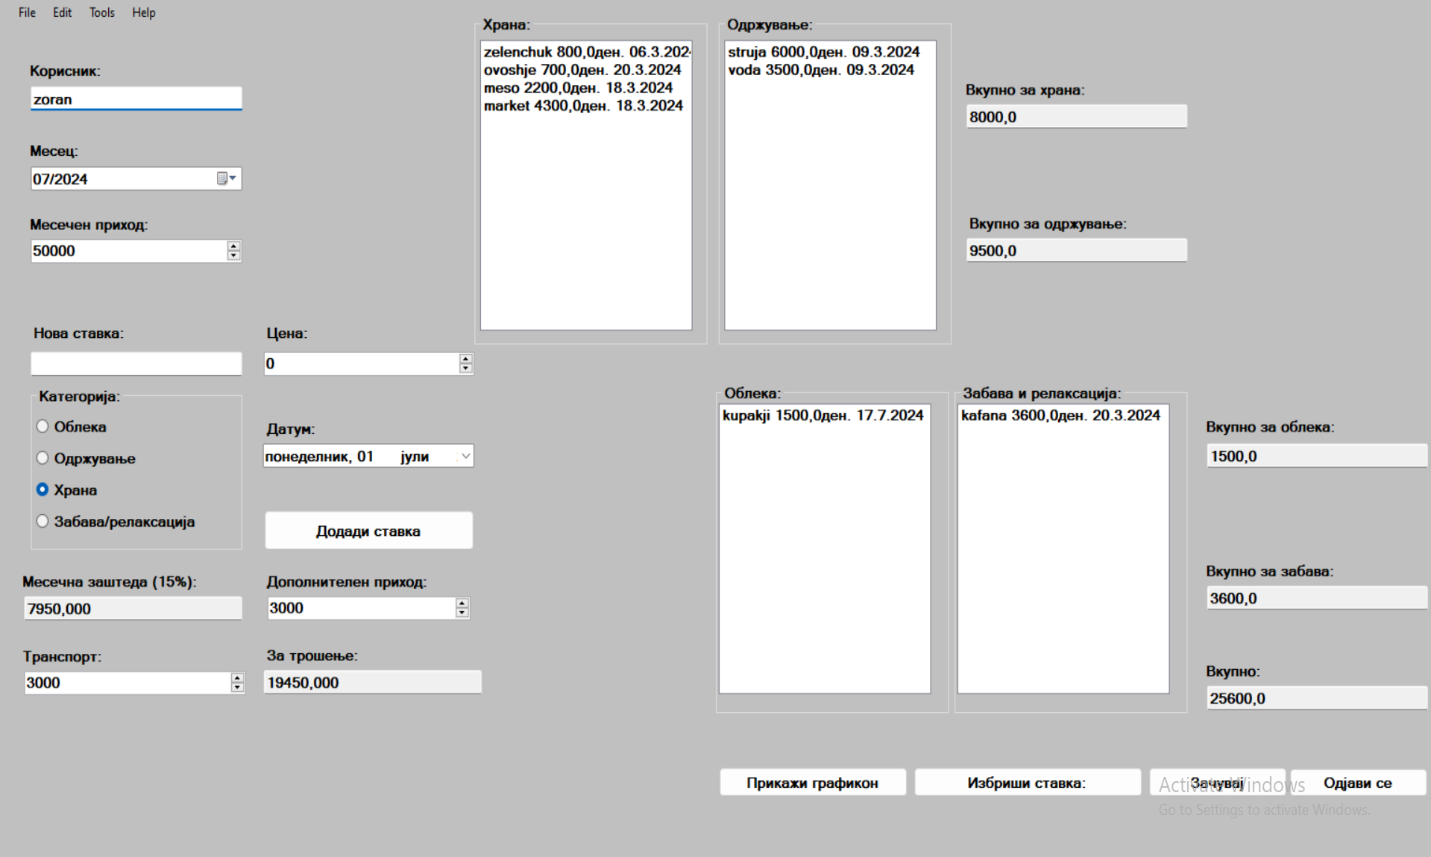 File Edit Tools Help
Корисник:
zoran
Месец:
07/2024
Месечен приход:
50000
Нова ставка:
Цена:
0
Категорија:
Облека
Одржување
Храна
Забава/релаксација
Датум:
понеделник, 01 јули
Додади ставка
Месечна заштеда (15%):
7950,000
Дополнителен приход:
3000
Транспорт:
3000
За трошење:
19450,000
Храна:
zelenchuk 800,0ден. 06.3.202
ovoshje 700,0ден. 20.3.2024
meso 2200,0ден. 18.3.2024
market 4300,0ден. 18.3.2024
Одржување:
struja 6000,0ден. 09.3.2024
voda 3500,0ден. 09.3.2024
Вкупно за храна:
8000,0
Вкупно за одржување:
9500,0
Облека:
kupakji 1500,0ден. 17.7.2024
Забава и релаксација:
kafana 3600,0ден. 20.3.2024
Вкупно за облека:
1500,0
Вкупно за забава:
3600,0
Вкупно:
25600,0
Прикажи графикон
Избриши ставка:
Зачувај
Одјави се
Activate Windows
Go to Settings to activate Windows.